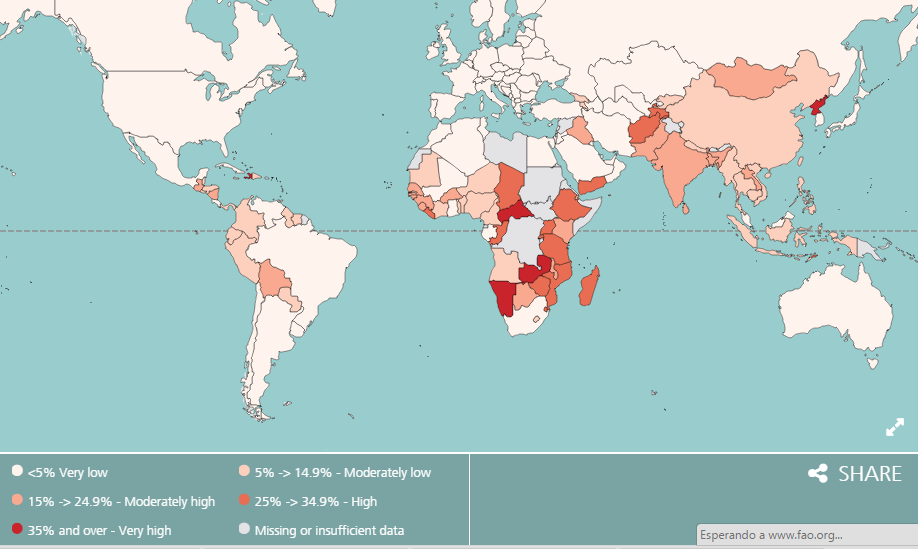 <5% Very low
5% -> 14.9% - Moderately low
15% -> 24.9% - Moderately high
25% -> 34.9% - High
35% and over - Very high
Missing or insufficient data
SHARE
Esperando a www.fao.org...